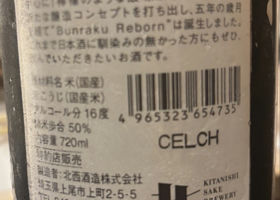 た醸造コンセプトを打ち出し、五年の歳月
て"Bunraku Reborn"は誕生しました。
れまで日本酒に馴染みの無かった方にもぜひ、
ただきたいお酒です。
材料名 米(国産)
こうじ(国産米)
アルコール分 16度
米歩合 50%
内容量 720ml
特約店販売
製造者:北西酒造株式会社
埼玉県上尾市上町2-5-5
4 965323 654735
CELCH
KITANISHI
SAKE
BREWERY